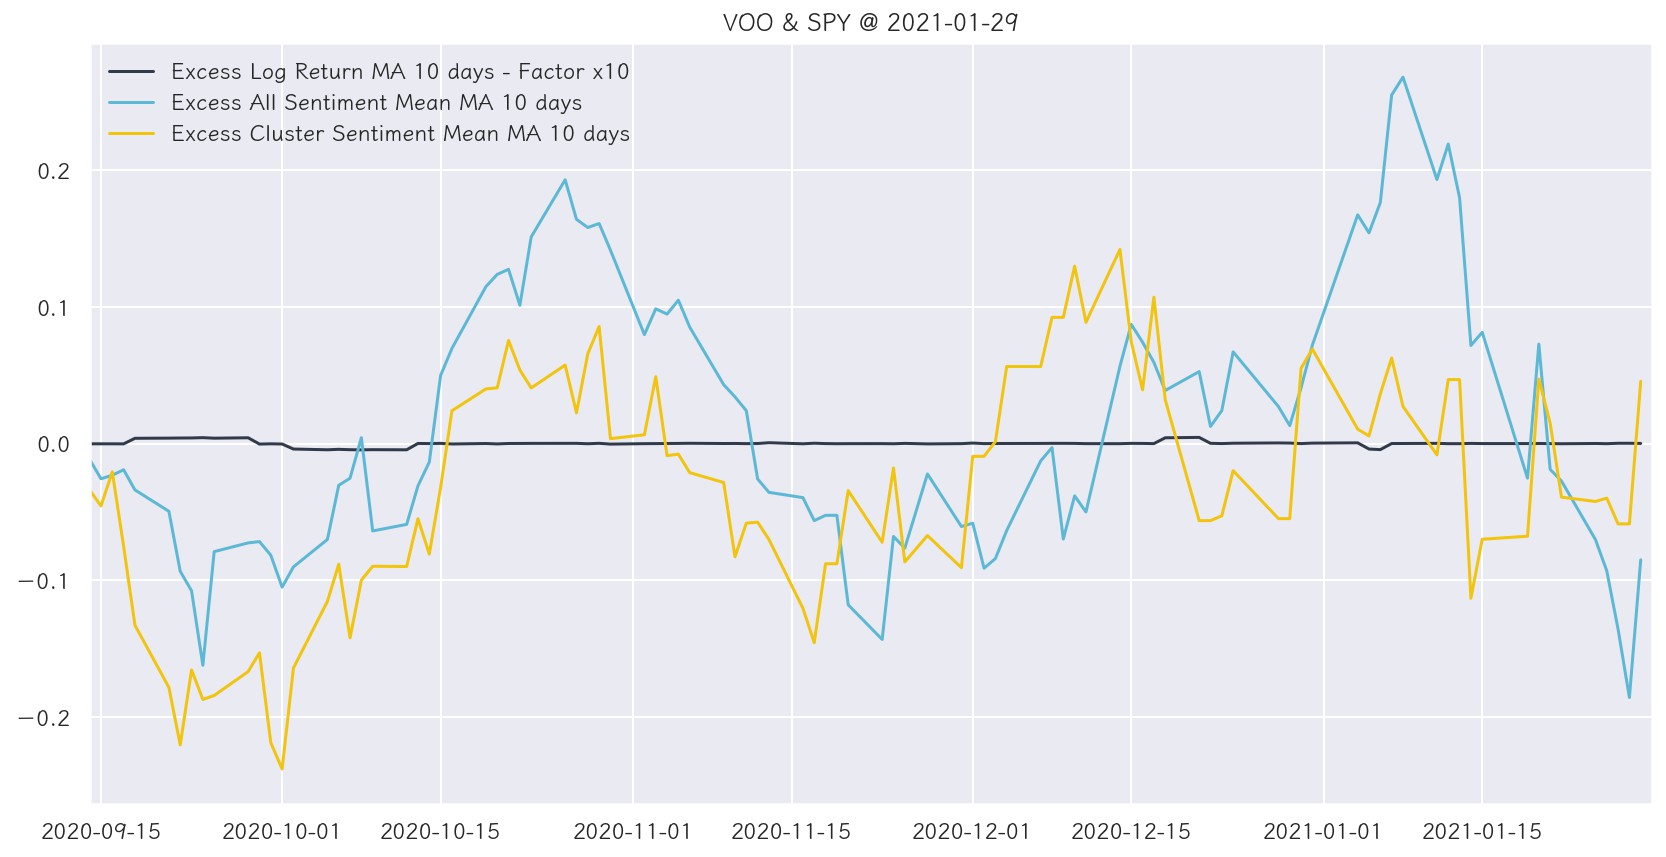 VOO & SPY @ 2021-01-29
Excess Log Return MA 10 days - Factor x10
Excess All Sentiment Mean MA 10 days
Excess Cluster Sentiment Mean MA 10 days
0.2
0.1
0.0
−0.1
−0.2
2020-09-15 2020-10-01 2020-10-15 2020-11-01 2020-11-15 2020-12-01 2020-12-15 2021-01-01 2021-01-15